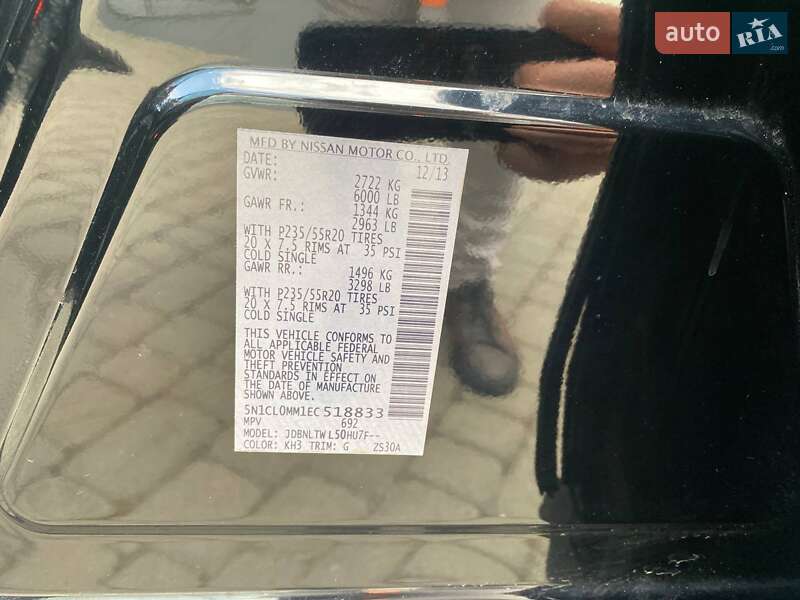 auto RIA .com
MFD BY NISSAN MOTOR CO., LTD.
DATE: 12/13
GVWR: 2722 KG
6000 LB
GAWR FR.: 1344 KG
2963 LB
WITH P235/55R20 TIRES
20 X 7.5 RIMS AT 35 PSI
COLD SINGLE
GAWR RR.: 1496 KG
3298 LB
WITH P235/55R20 TIRES
20 X 7.5 RIMS AT 35 PSI
COLD SINGLE
THIS VEHICLE CONFORMS TO
ALL APPLICABLE FEDERAL
MOTOR VEHICLE SAFETY AND
THEFT PREVENTION
STANDARDS IN EFFECT ON
THE DATE OF MANUFACTURE
SHOWN ABOVE.
5N1CL0MM1EC518833
MPV 692
MODEL: JDBNLTWL50HU7F--
COLOR: KH3 TRIM: G ZS30A